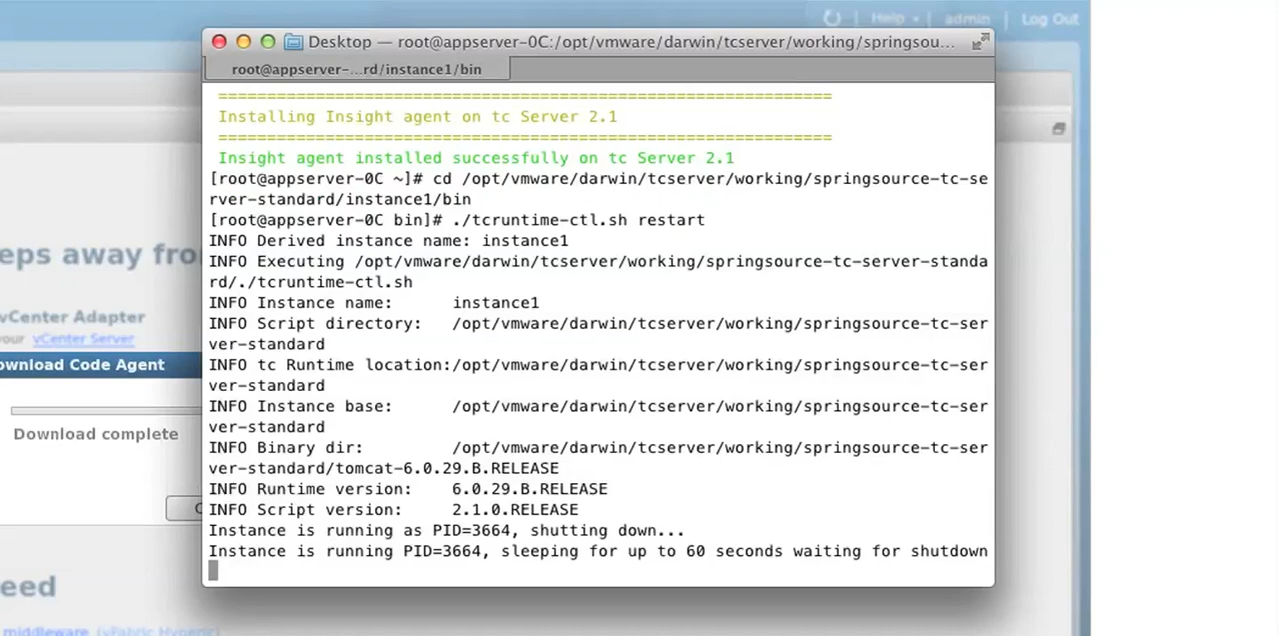 Help
admin
Log Out
Desktop — root@appserver-0C:/opt/vmware/darwin/tcserver/working/springsou...
root@appserver-...rd/instance1/bin
===============================================================
Installing Insight agent on tc Server 2.1
===============================================================
Insight agent installed successfully on tc Server 2.1
[root@appserver-0C ~]# cd /opt/vmware/darwin/tcserver/working/springsource-tc-se
rver-standard/instance1/bin
[root@appserver-0C bin]# ./tcruntime-ctl.sh restart
INFO Derived instance name: instance1
INFO Executing /opt/vmware/darwin/tcserver/working/springsource-tc-server-standa
rd/./tcruntime-ctl.sh
INFO Instance name:      instance1
INFO Script directory:   /opt/vmware/darwin/tcserver/working/springsource-tc-ser
ver-standard
INFO tc Runtime location:/opt/vmware/darwin/tcserver/working/springsource-tc-ser
ver-standard
INFO Instance base:      /opt/vmware/darwin/tcserver/working/springsource-tc-ser
ver-standard
INFO Binary dir:         /opt/vmware/darwin/tcserver/working/springsource-tc-ser
ver-standard/tomcat-6.0.29.B.RELEASE
INFO Runtime version:    6.0.29.B.RELEASE
INFO Script version:     2.1.0.RELEASE
Instance is running as PID=3664, shutting down...
Instance is running PID=3664, sleeping for up to 60 seconds waiting for shutdown
eps away fro
vCenter Adapter
your vCenter Server
ownload Code Agent
Download complete
C
eed
middleware (vFabric Hyperic)